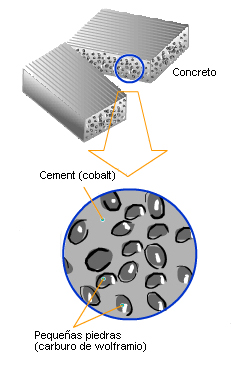 Concreto
Cement (cobalt)
Pequeñas piedras
(carburo de wolframio)